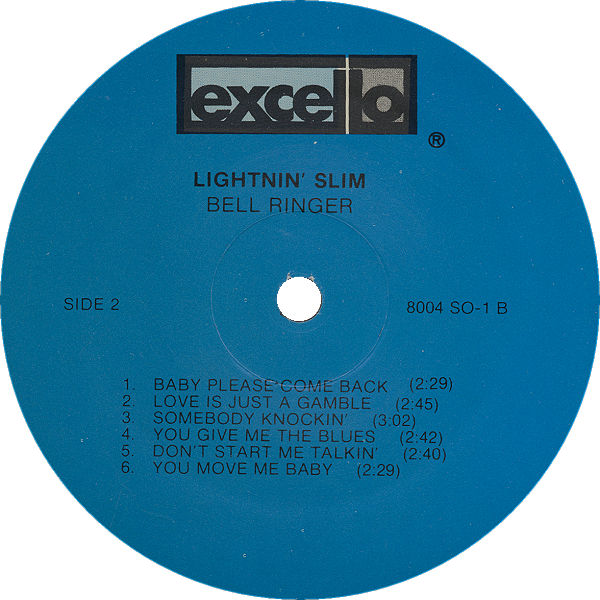 excello
®
LIGHTNIN' SLIM
BELL RINGER
SIDE 2
8004 SO-1 B
1. BABY PLEASE COME BACK (2:29)
2. LOVE IS JUST A GAMBLE (2:45)
3. SOMEBODY KNOCKIN' (3:02)
4. YOU GIVE ME THE BLUES (2:42)
5. DON'T START ME TALKIN' (2:40)
6. YOU MOVE ME BABY (2:29)